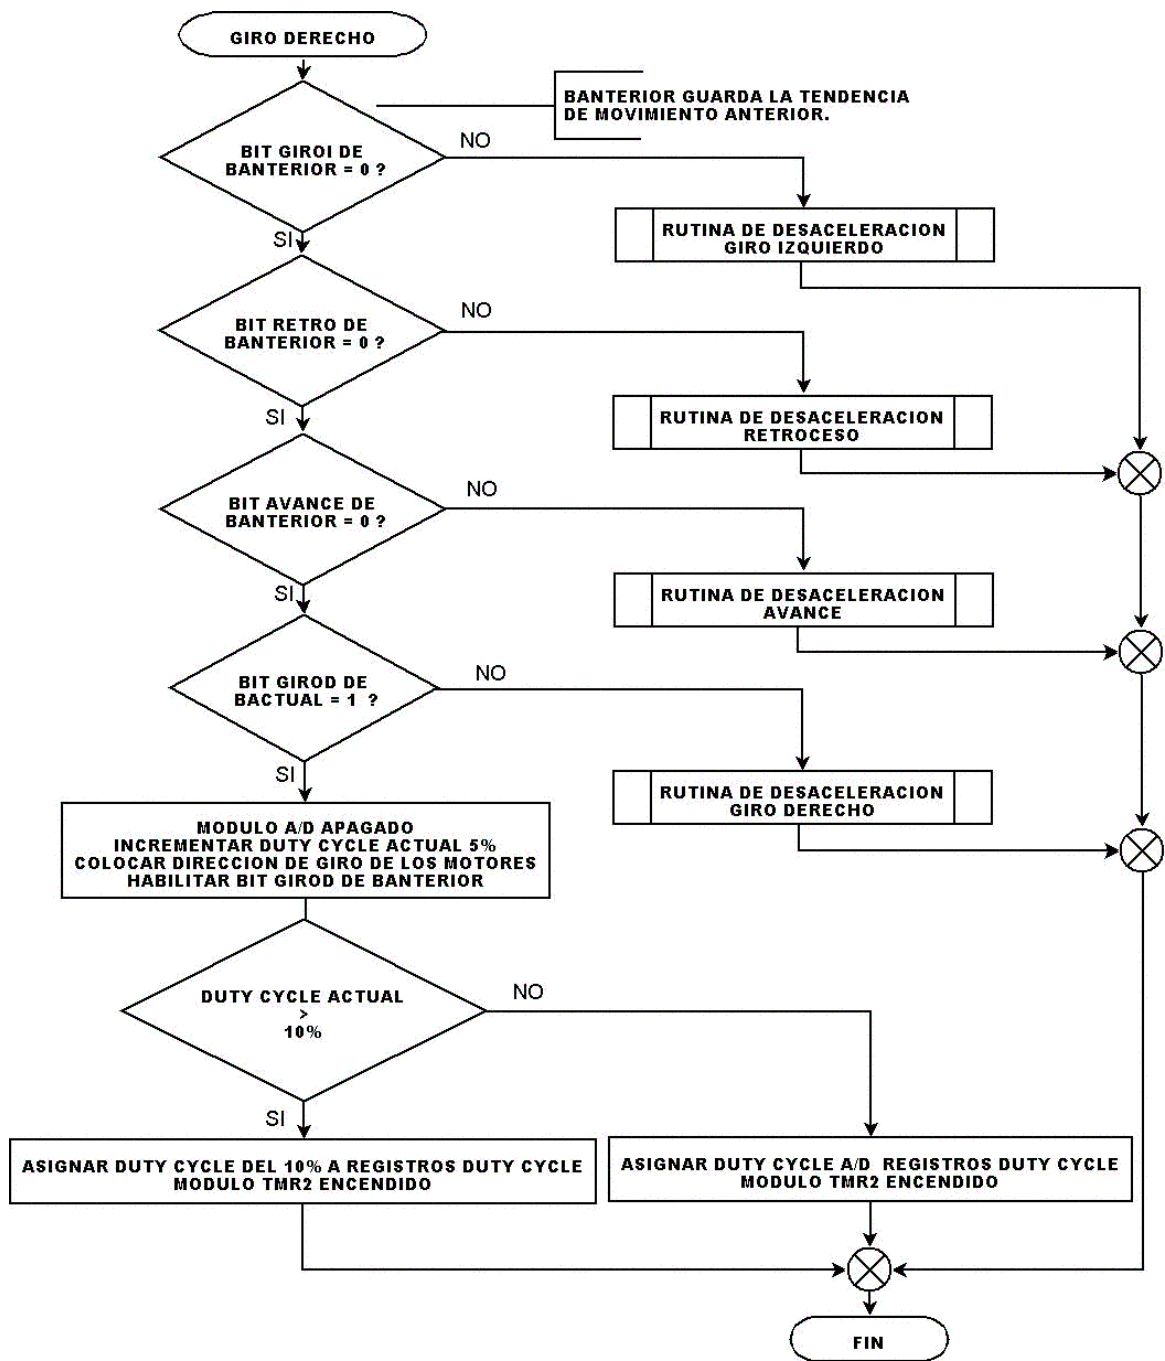 GIRO DERECHO
BANTERIOR GUARDA LA TENDENCIA
DE MOVIMIENTO ANTERIOR.
BIT GIROI DE
BANTERIOR = 0 ?
NO
RUTINA DE DESACELERACION
GIRO IZQUIERDO
SI
BIT RETRO DE
BANTERIOR = 0 ?
NO
RUTINA DE DESACELERACION
RETROCESO
SI
BIT AVANCE DE
BANTERIOR = 0 ?
NO
RUTINA DE DESACELERACION
AVANCE
SI
BIT GIROD DE
BACTUAL = 1 ?
NO
RUTINA DE DESACELERACION
GIRO DERECHO
SI
MODULO A/D APAGADO
INCREMENTAR DUTY CYCLE ACTUAL 5%
COLOCAR DIRECCION DE GIRO DE LOS MOTORES
HABILITAR BIT GIROD DE BANTERIOR
DUTY CYCLE ACTUAL
>
10%
NO
SI
ASIGNAR DUTY CYCLE DEL 10% A REGISTROS DUTY CYCLE
MODULO TMR2 ENCENDIDO
ASIGNAR DUTY CYCLE A/D REGISTROS DUTY CYCLE
MODULO TMR2 ENCENDIDO
FIN